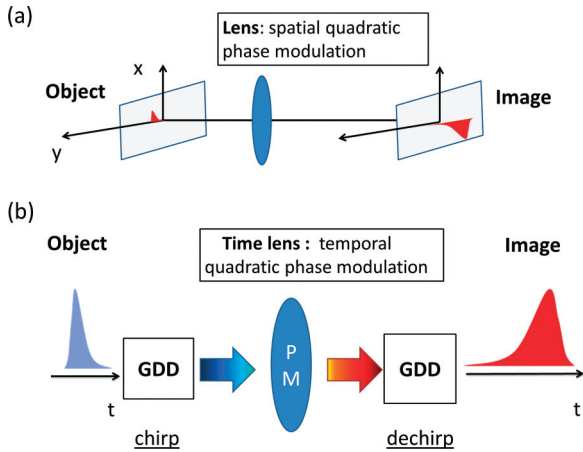 (a)
Lens: spatial quadratic
phase modulation
Object
x
y
Image
(b)
Object
Time lens :  temporal
quadratic phase modulation
Image
GDD
P
M
GDD
t
t
chirp
dechirp